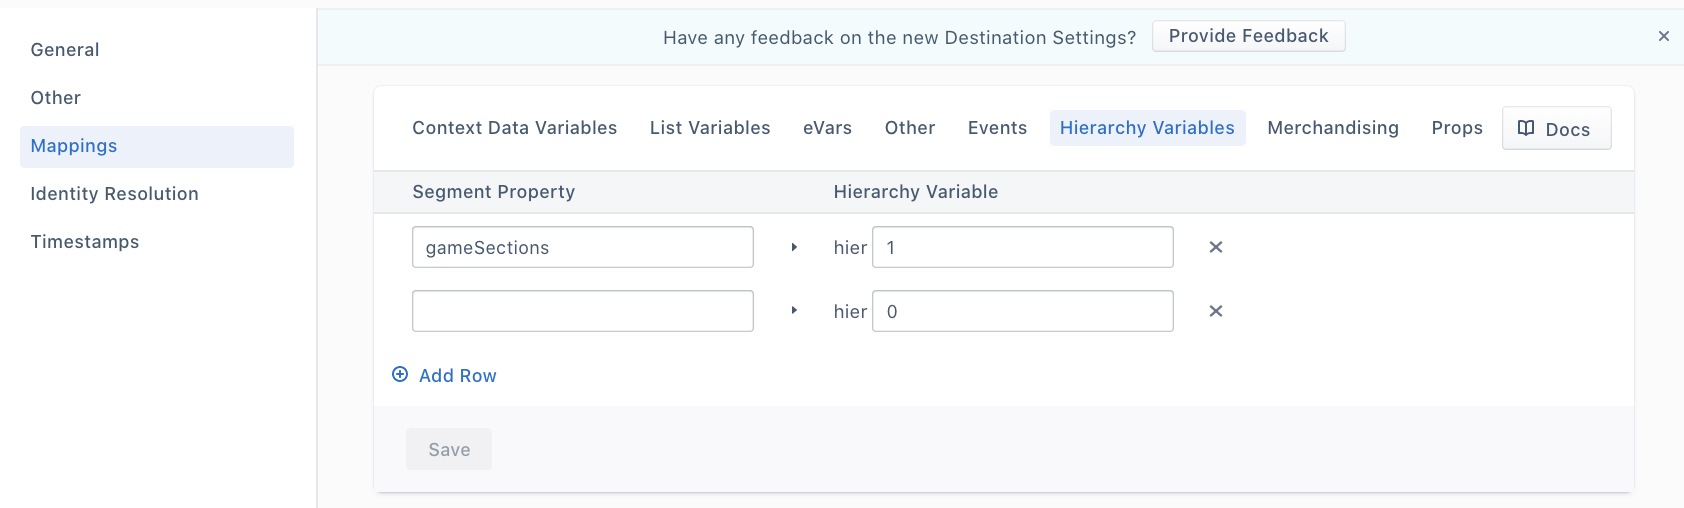 General
Other
Mappings
Identity Resolution
Timestamps
Have any feedback on the new Destination Settings? Provide Feedback
Context Data Variables List Variables eVars Other Events Hierarchy Variables Merchandising Props Docs
Segment Property Hierarchy Variable
gameSections hier 1
hier 0
Add Row
Save